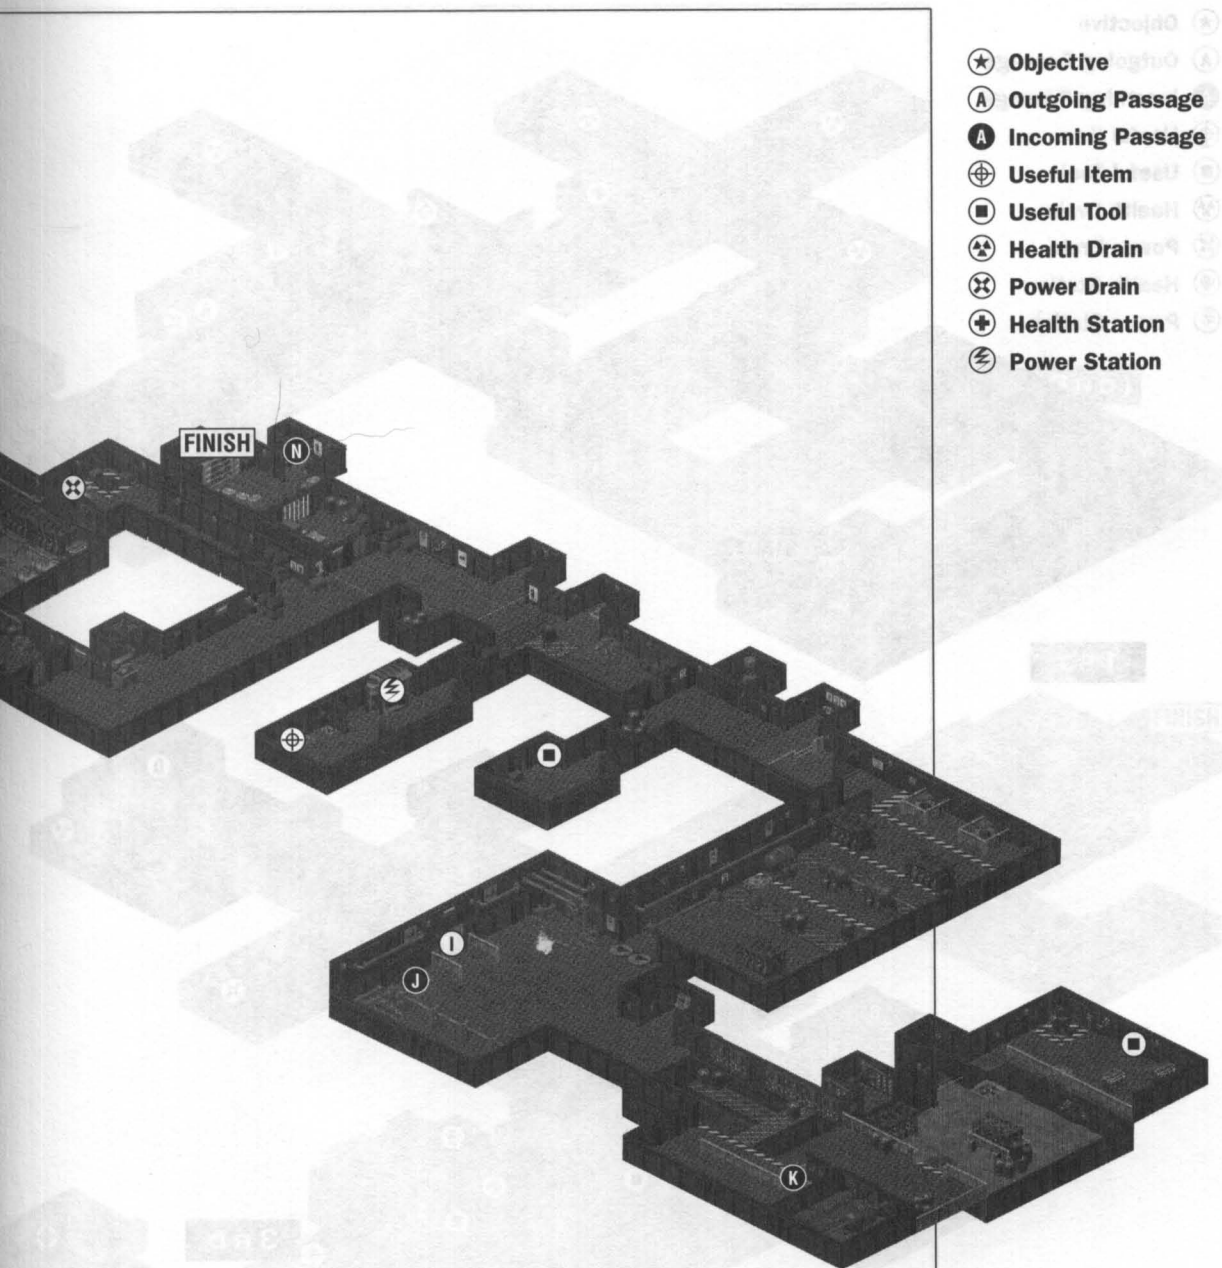 Objective
A Outgoing Passage
A Incoming Passage
Useful Item
Useful Tool
Health Drain
Power Drain
Health Station
Power Station
FINISH
N
I
J
K